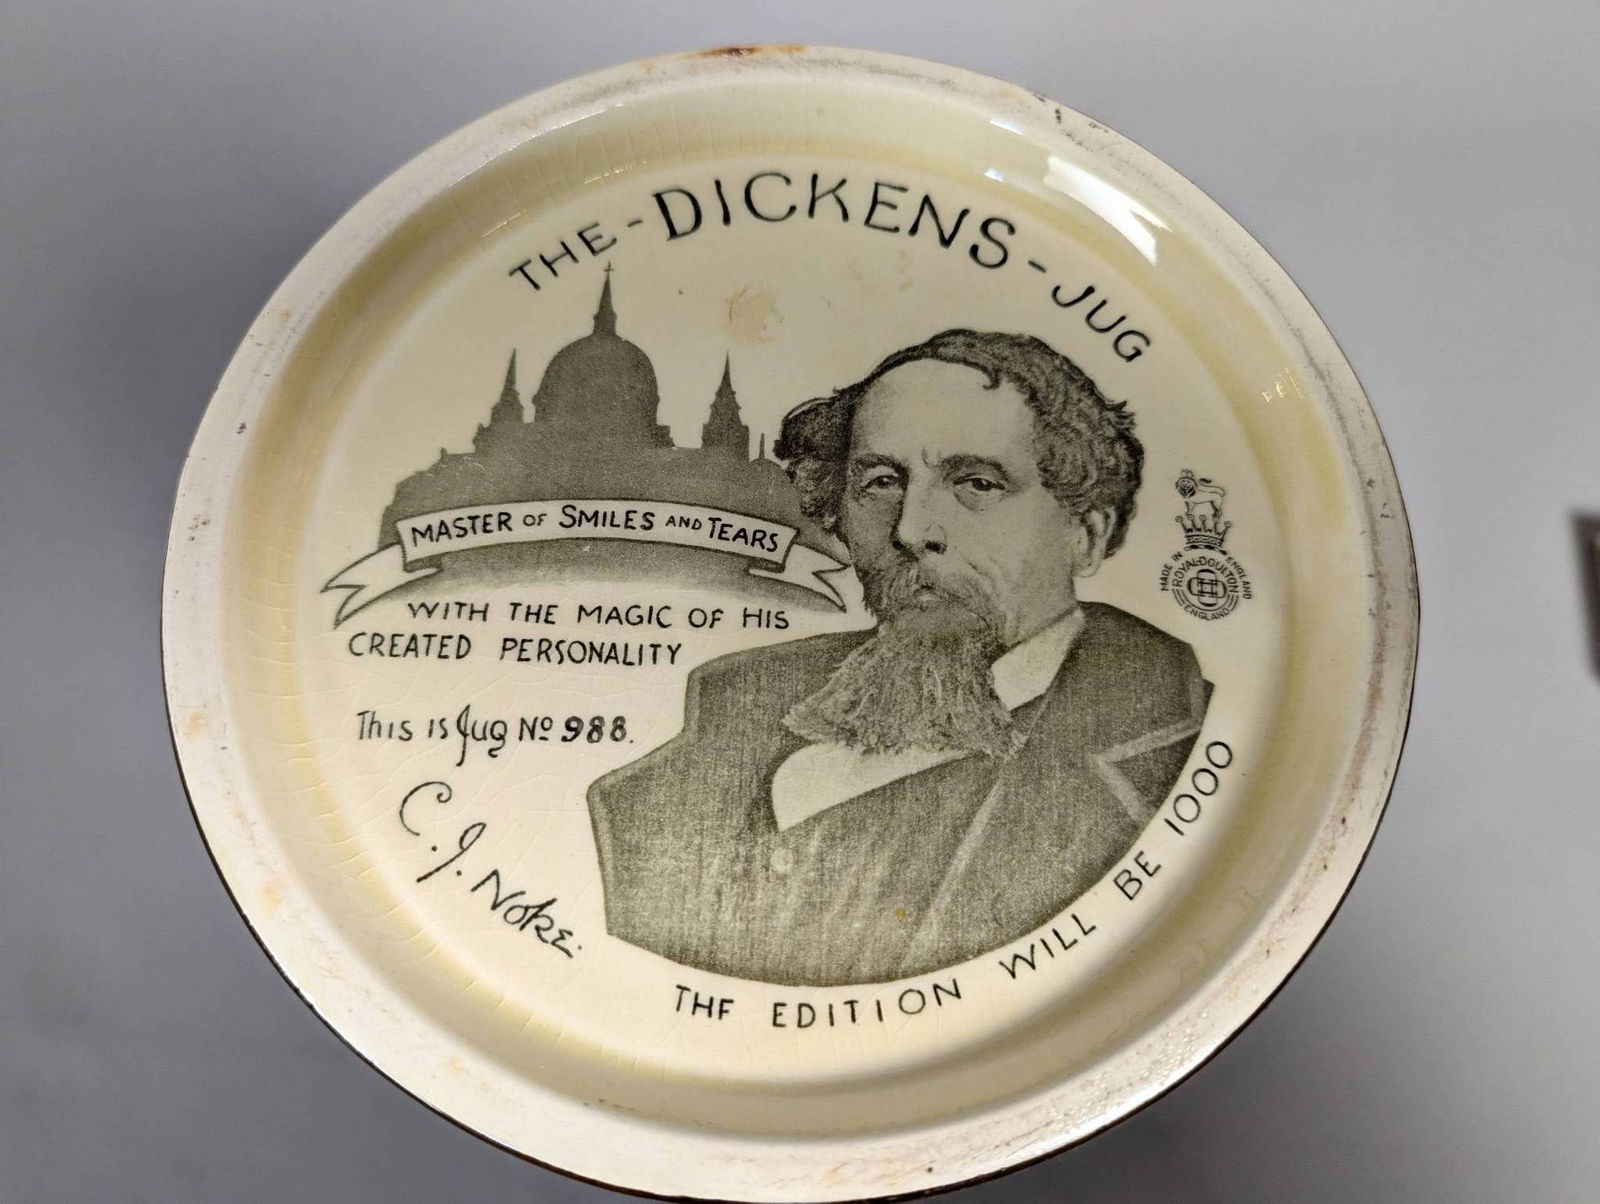 THE-DICKENS-JUG
MASTER OF SMILES AND TEARS
WITH THE MAGIC OF HIS
CREATED PERSONALITY
This is Jug No 988.
C. J. Noke.
THF EDITION WILL BE 1000
MADE IN ENGLAND
ROYAL·DOULTON
ENGLAND